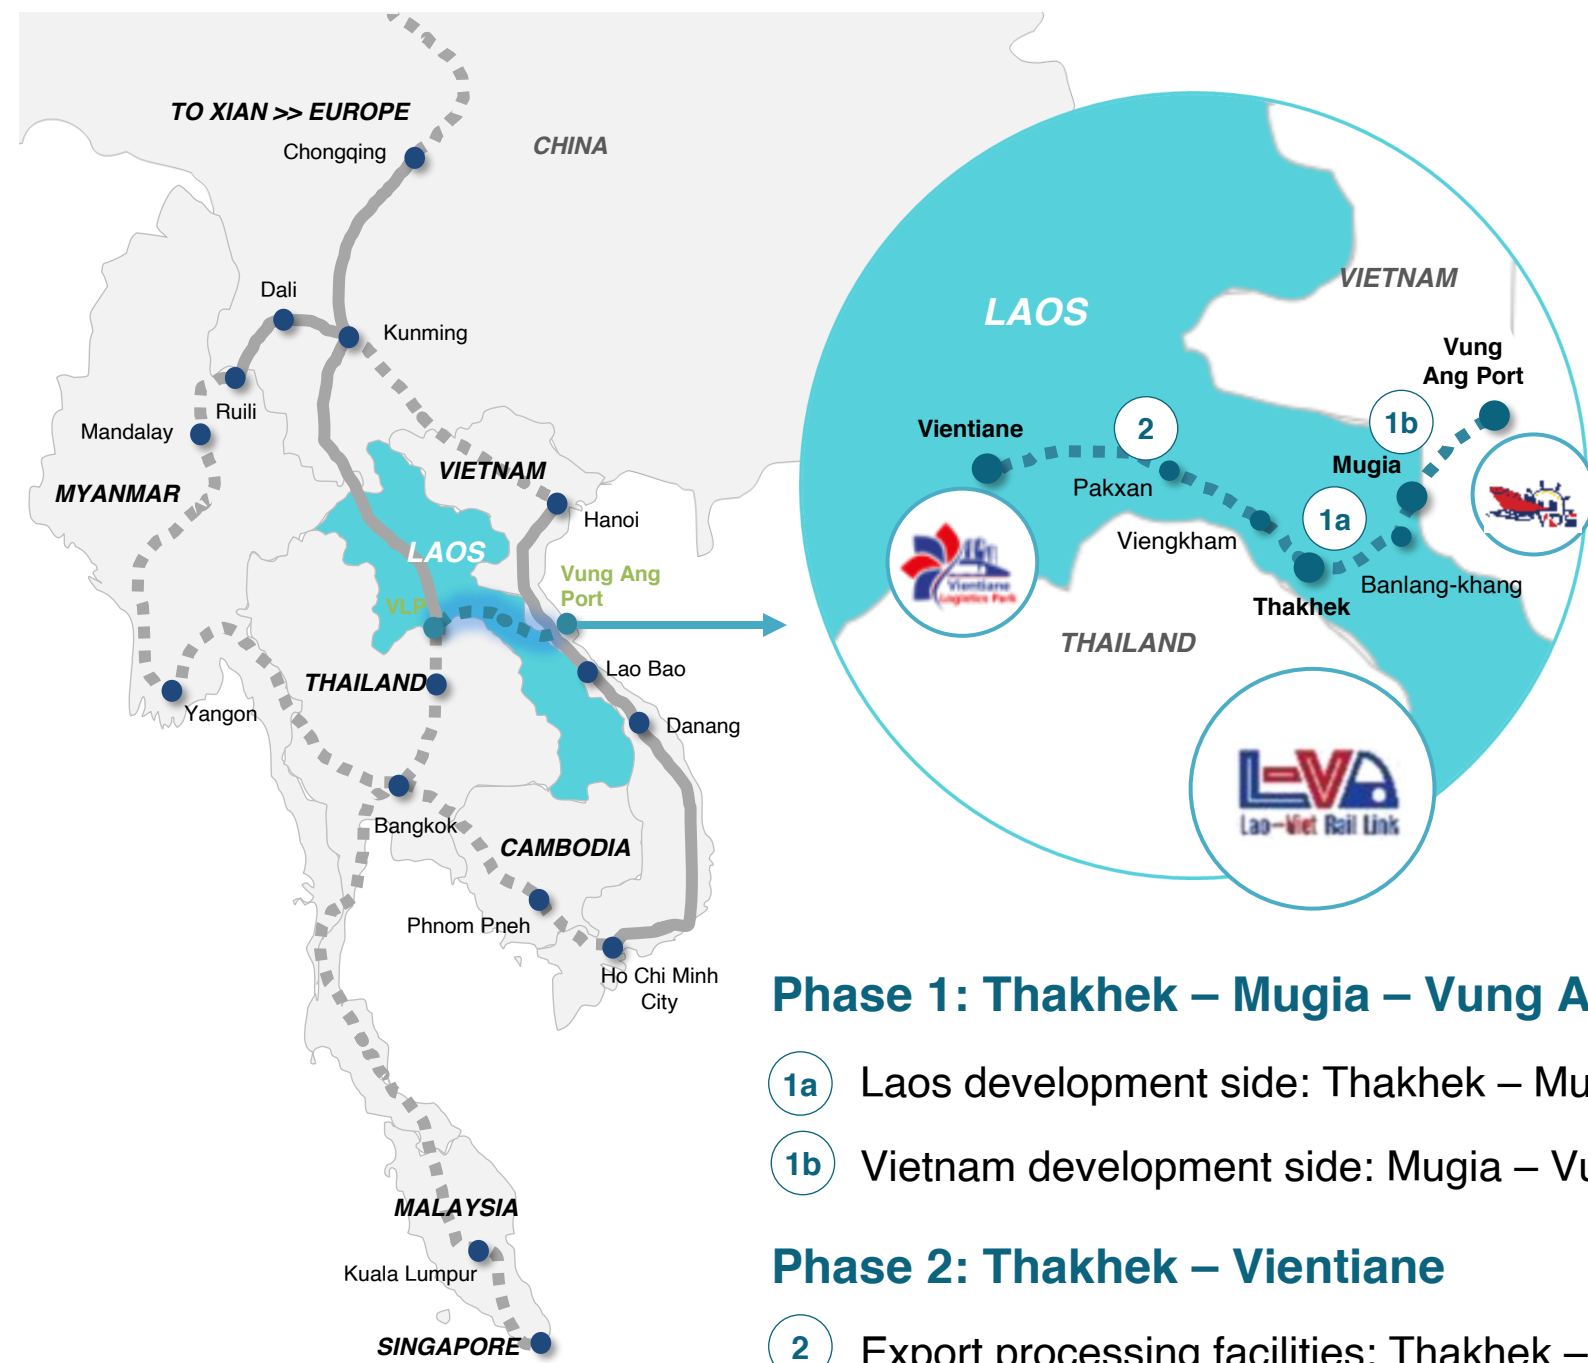 TO XIAN >> EUROPE
Chongqing
CHINA
Dali
Kunming
Ruili
Mandalay
MYANMAR
VIETNAM
Hanoi
LAOS
Vung Ang
Port
VLP
THAILAND
Lao Bao
Yangon
Danang
Bangkok
CAMBODIA
Phnom Pneh
Ho Chi Minh
City
MALAYSIA
Kuala Lumpur
SINGAPORE
LAOS
VIETNAM
Vung
Ang Port
Vientiane
2
1b
Mugia
Pakxan
1a
Viengkham
Banlang-khang
Thakhek
THAILAND
Vientiane
Logistics Park
Lao-Viet Rail Link
Phase 1: Thakhek – Mugia – Vung A
1a Laos development side: Thakhek – Mu
1b Vietnam development side: Mugia – Vu
Phase 2: Thakhek – Vientiane
2 Export processing facilities: Thakhek –